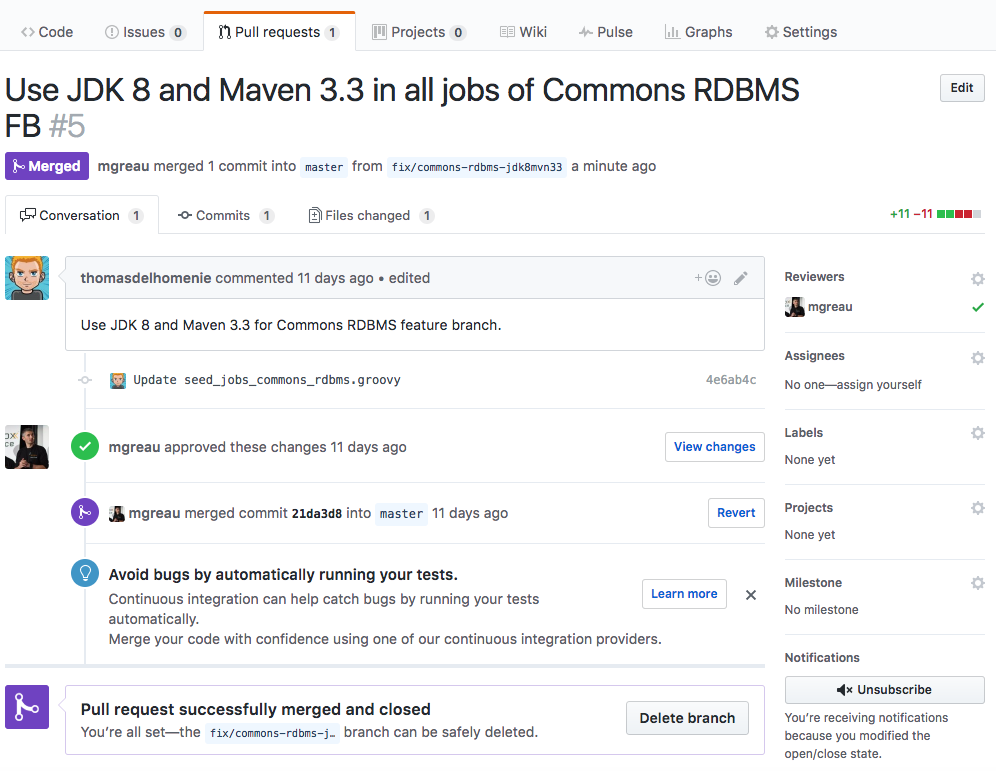 Code Issues 0 Pull requests 1 Projects 0 Wiki Pulse Graphs Settings
Use JDK 8 and Maven 3.3 in all jobs of Commons RDBMS
FB #5
Edit
Merged mgreau merged 1 commit into master from fix/commons-rdbms-jdk8mvn33 a minute ago
Conversation 1 Commits 1 Files changed 1 +11 −11
thomasdelhomenie commented 11 days ago • edited
Use JDK 8 and Maven 3.3 for Commons RDBMS feature branch.
Update seed_jobs_commons_rdbms.groovy 4e6ab4c
mgreau approved these changes 11 days ago View changes
mgreau merged commit 21da3d8 into master 11 days ago Revert
Avoid bugs by automatically running your tests.
Continuous integration can help catch bugs by running your tests
automatically.
Merge your code with confidence using one of our continuous integration providers.
Learn more
Pull request successfully merged and closed
You're all set—the fix/commons-rdbms-j… branch can be safely deleted.
Delete branch
Reviewers
mgreau
Assignees
No one—assign yourself
Labels
None yet
Projects
None yet
Milestone
No milestone
Notifications
Unsubscribe
You're receiving notifications
because you modified the
open/close state.